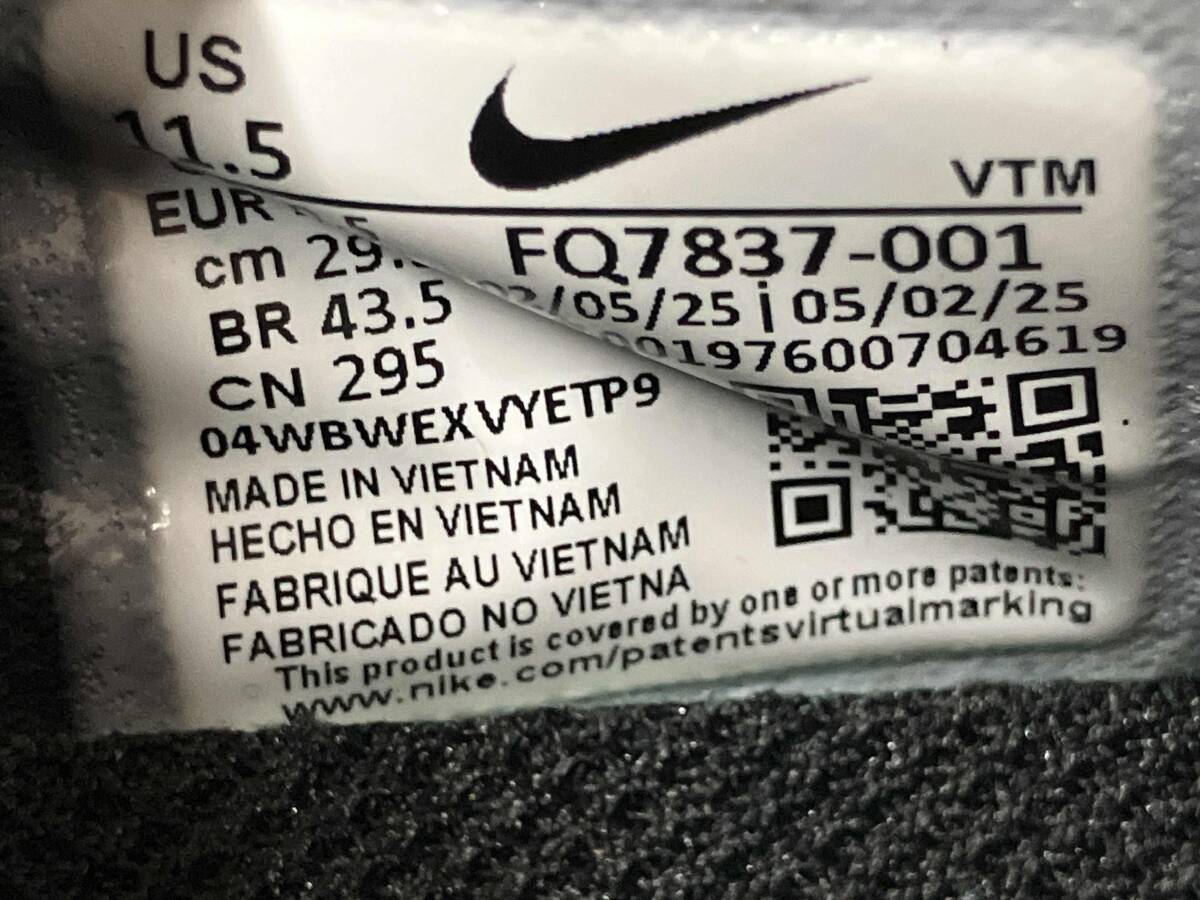 US
11.5
EUR
cm 29.
BR 43.5
CN 295
04WBWEXVYETP9
MADE IN VIETNAM
HECHO EN VIETNAM
FABRIQUE AU VIETNAM
FABRICADO NO VIETNA
VTM
FQ7837-001
/05/25 | 05/02/25
00197600704619
This product is covered by one or more patents:
www.nike.com/patentsvirtualmarking